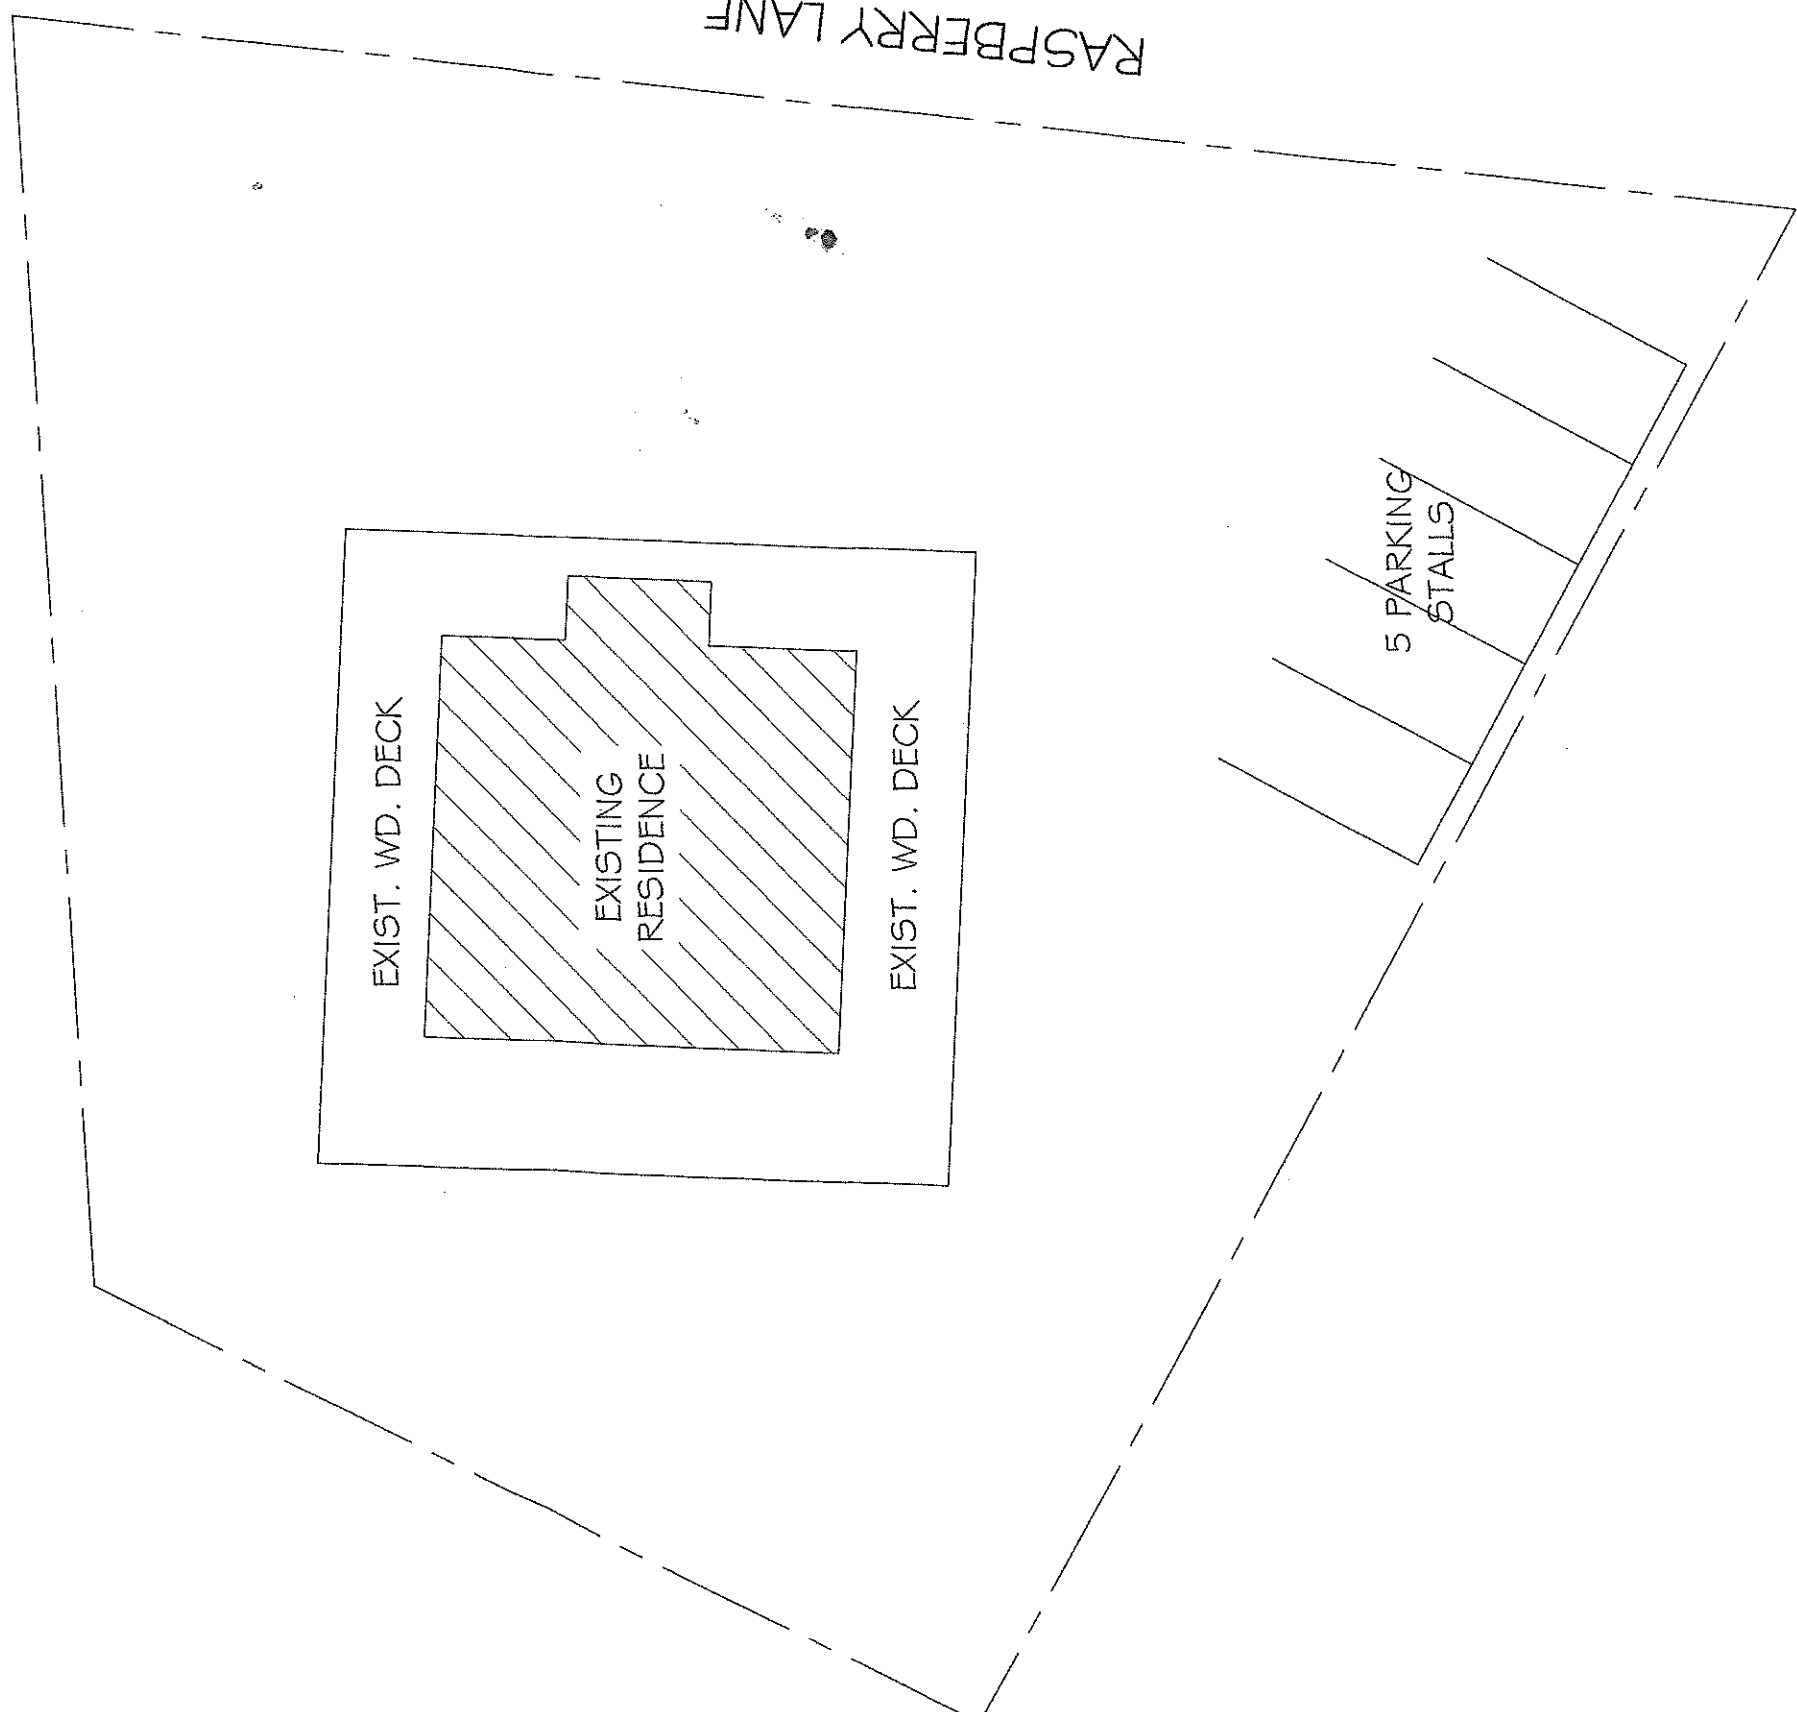 RASPBERRY LANE
EXIST. WD. DECK
EXISTING
RESIDENCE
EXIST. WD. DECK
5 PARKING
STALLS